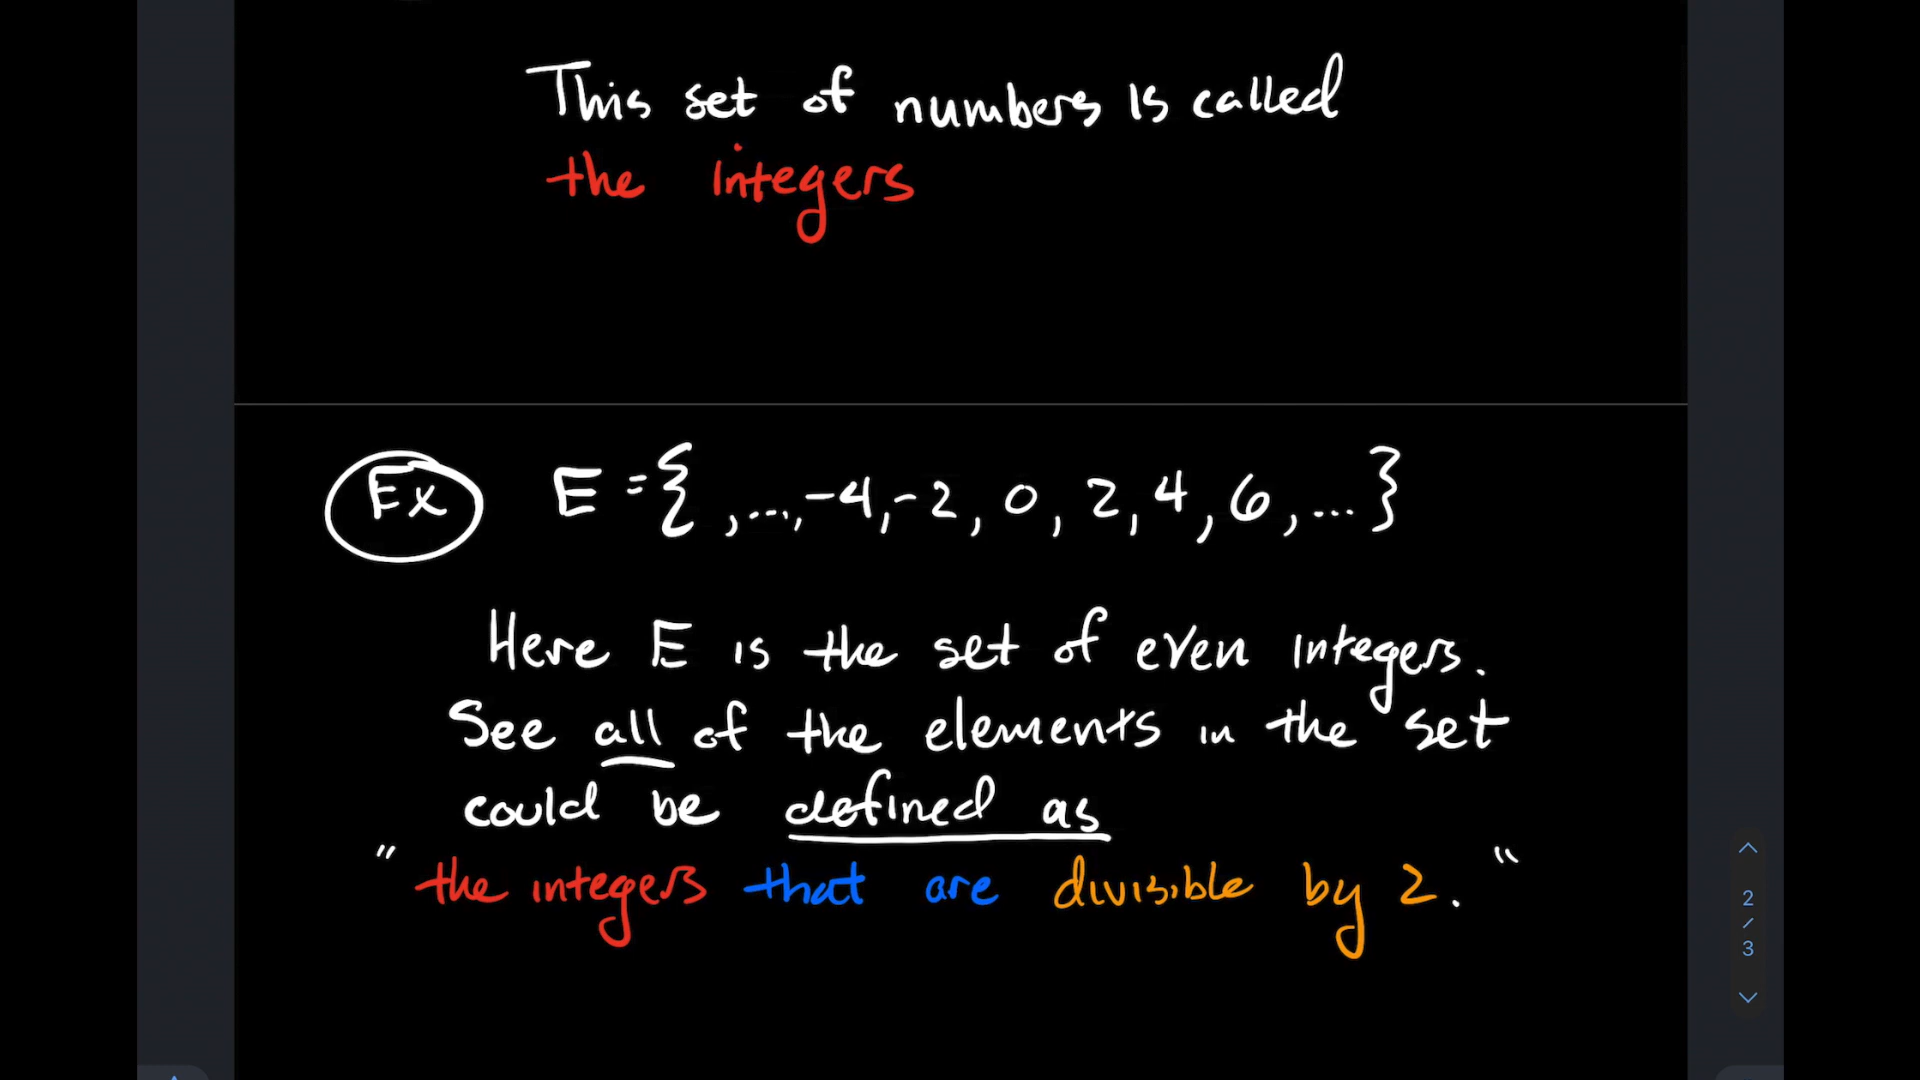 This set of numbers is called
the integers
Ex E = { , ..., -4, -2, 0, 2, 4, 6, ... }
Here E is the set of even integers.
See all of the elements in the set
could be defined as
"the integers that are divisible by 2."
2
/
3